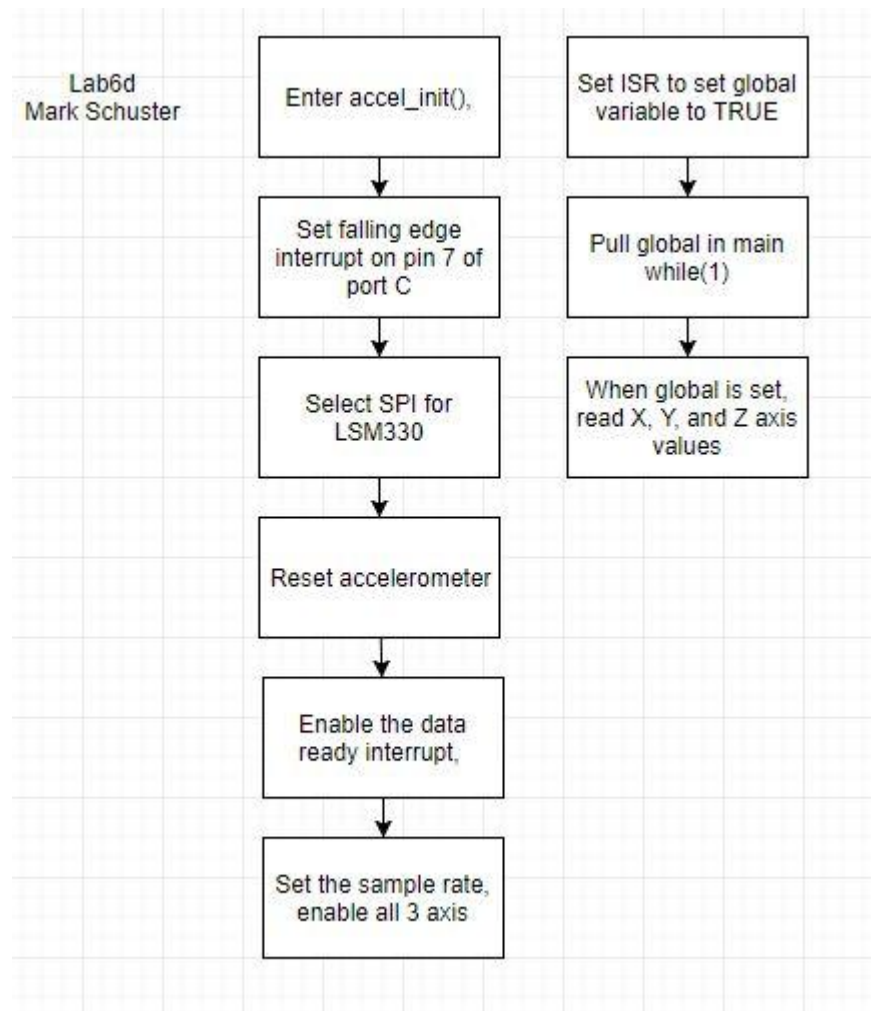 Lab6d
Mark Schuster
Enter accel_init(),
Set falling edge
interrupt on pin 7 of
port C
Select SPI for
LSM330
Reset accelerometer
Enable the data
ready interrupt,
Set the sample rate,
enable all 3 axis
Set ISR to set global
variable to TRUE
Pull global in main
while(1)
When global is set,
read X, Y, and Z axis
values